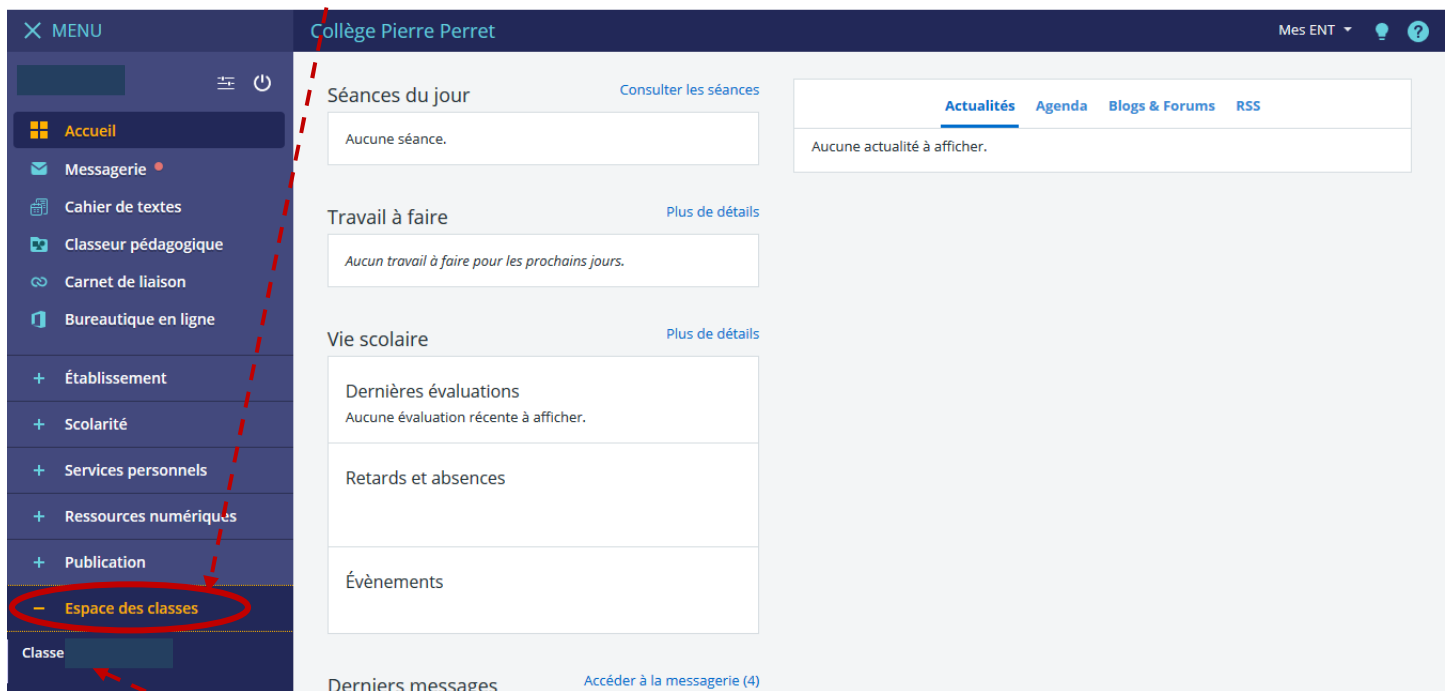 MENU
Accueil
Messagerie
Cahier de textes
Classeur pédagogique
Carnet de liaison
Bureautique en ligne
+ Établissement
+ Scolarité
+ Services personnels
+ Ressources numériques
+ Publication
− Espace des classes
Classe
Collège Pierre Perret
Mes ENT
?
Séances du jour
Consulter les séances
Aucune séance.
Travail à faire
Plus de détails
Aucun travail à faire pour les prochains jours.
Vie scolaire
Plus de détails
Dernières évaluations
Aucune évaluation récente à afficher.
Retards et absences
Évènements
Derniers messages
Accéder à la messagerie (4)
Actualités Agenda Blogs & Forums RSS
Aucune actualité à afficher.